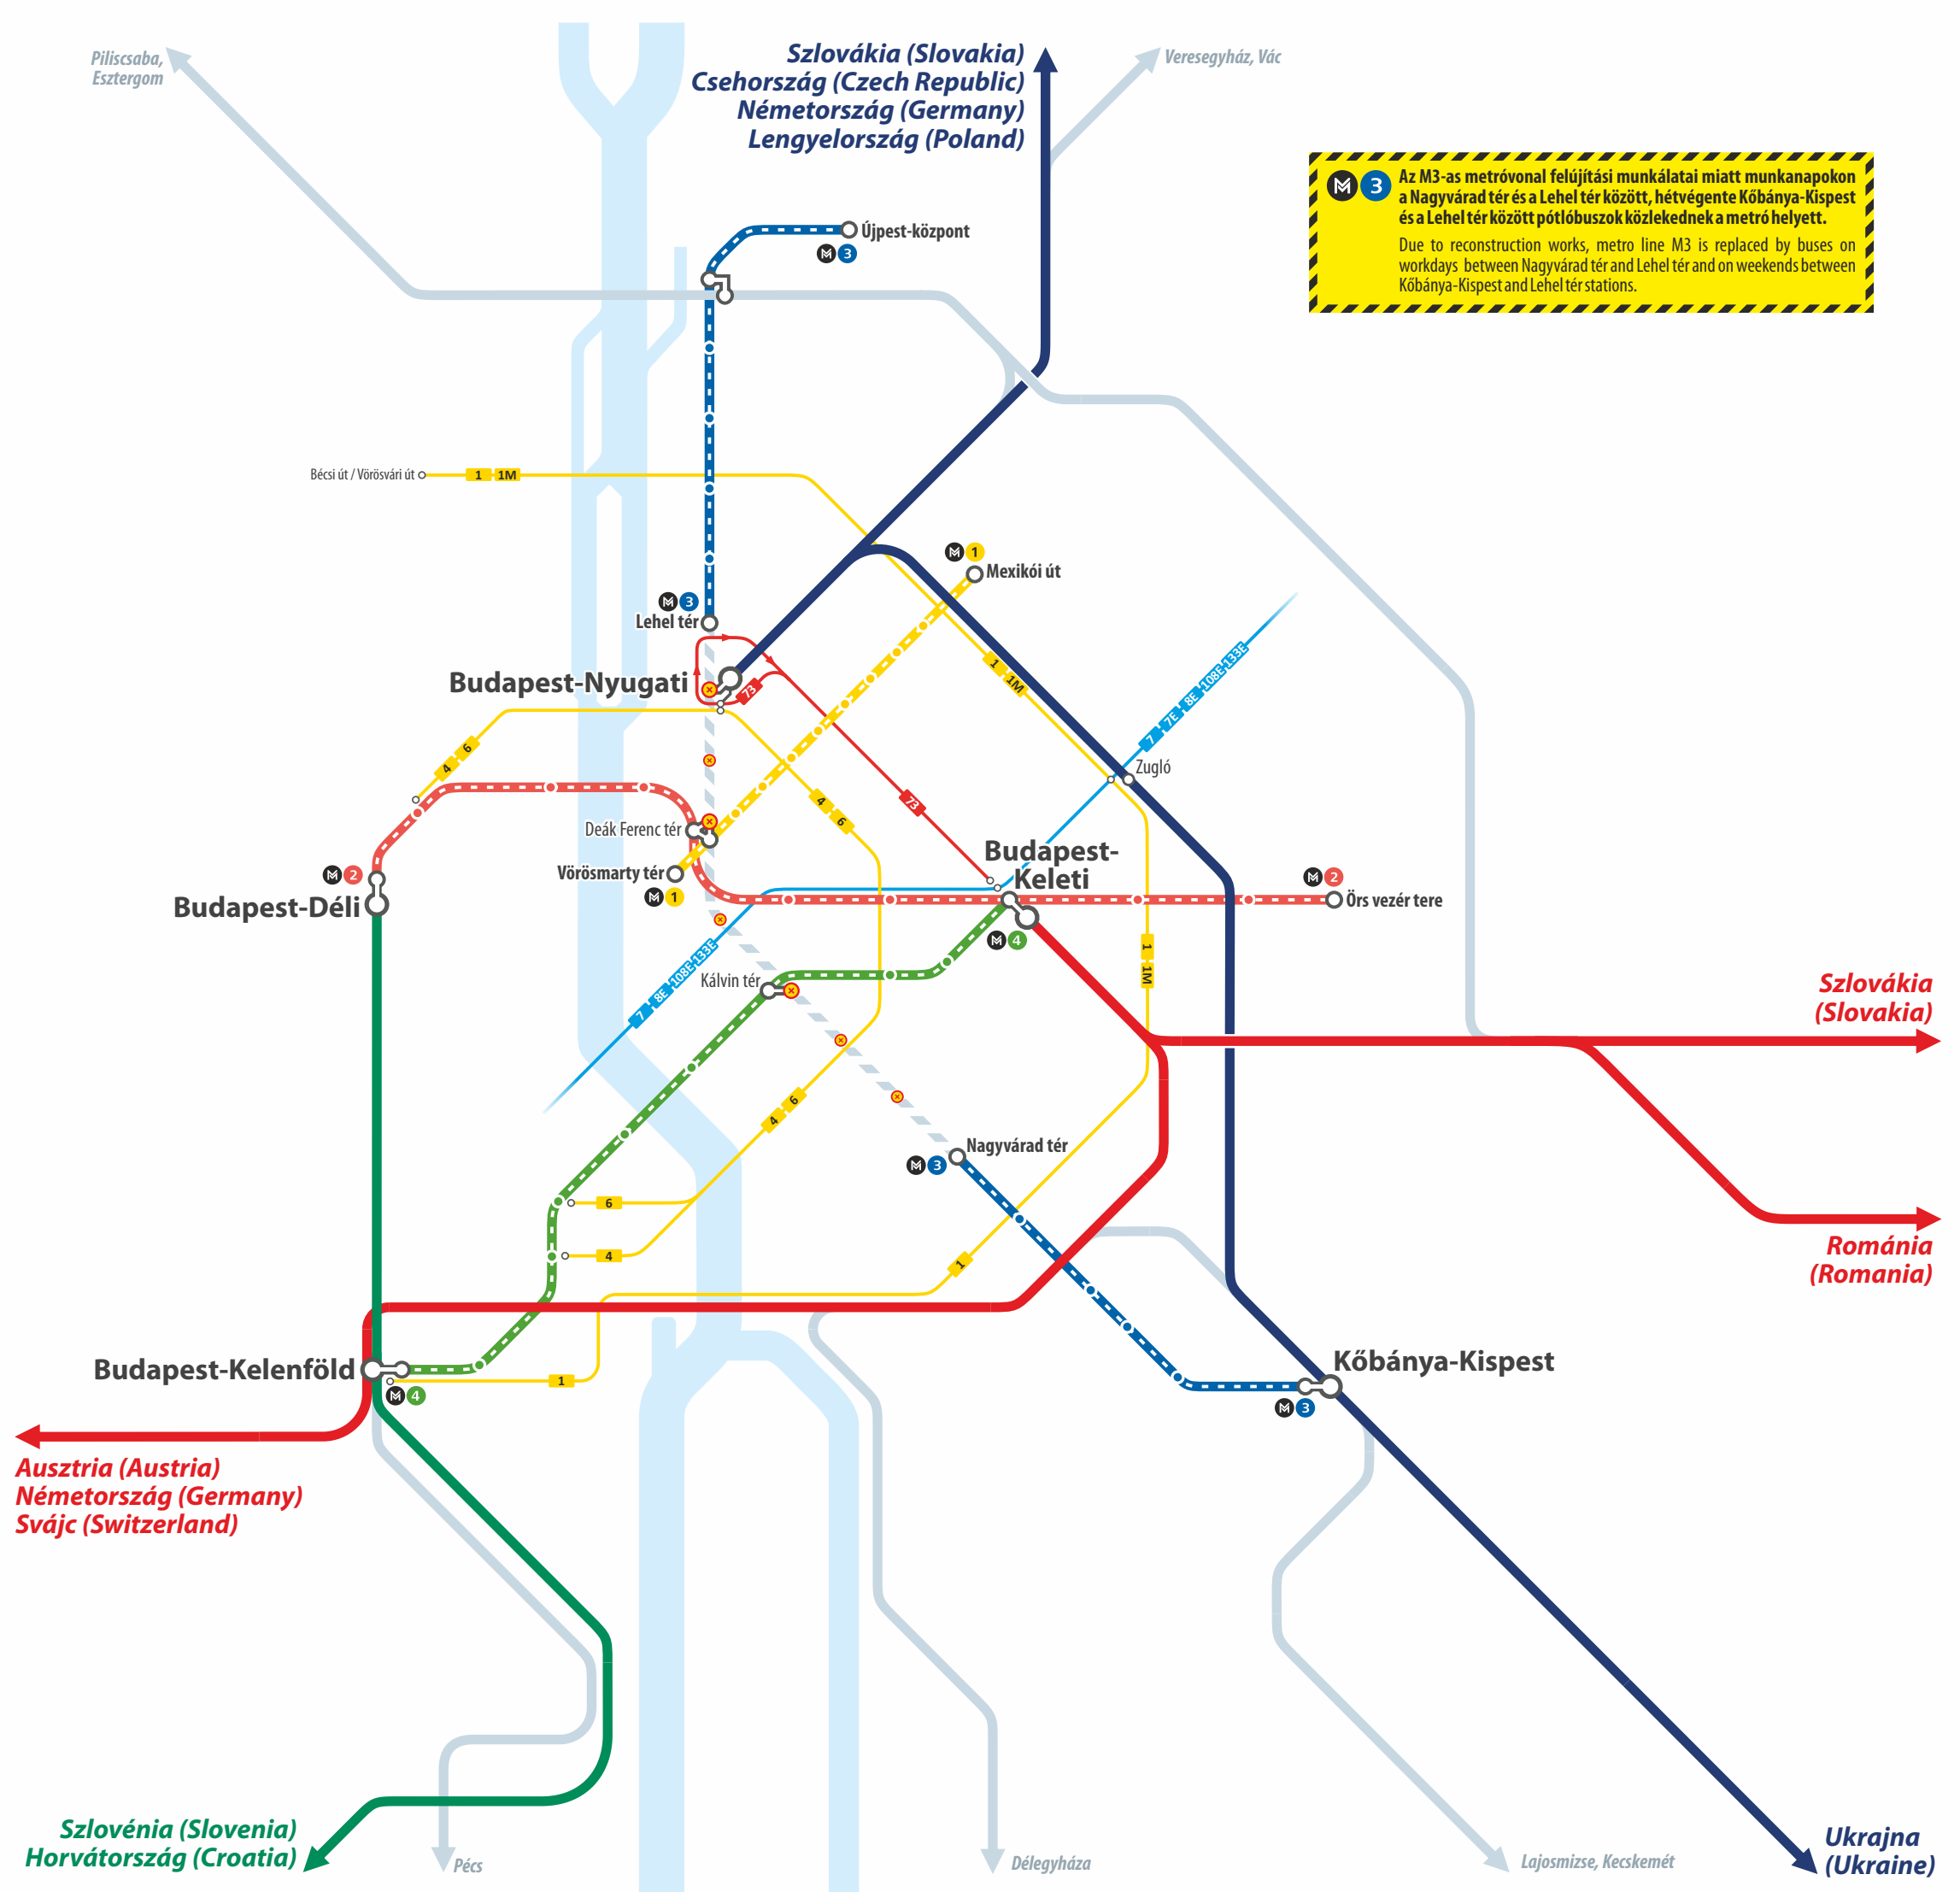 Piliscsaba,
Esztergom
Szlovákia (Slovakia)
Csehország (Czech Republic)
Németország (Germany)
Lengyelország (Poland)
Veresegyház, Vác
M 3
Az M3-as metróvonal felújítási munkálatai miatt munkanapokon
a Nagyvárad tér és a Lehel tér között, hétvégente Kőbánya-Kispest
és a Lehel tér között pótlóbuszok közlekednek a metró helyett.
Due to reconstruction works, metro line M3 is replaced by buses on
workdays between Nagyvárad tér and Lehel tér and on weekends between
Kőbánya-Kispest and Lehel tér stations.
Újpest-központ
M 3
Bécsi út / Vörösvári út
1 1M
M 1
Mexikói út
M 3
Lehel tér
Budapest-Nyugati
73
1 1M
7 7E 8E 108E 133E
Zugló
4 6
4 6
73
Deák Ferenc tér
Vörösmarty tér
M 1
M 2
Budapest-Déli
Budapest-
Keleti
M 4
M 2
Örs vezér tere
7 8E 108E 133E
Kálvin tér
1 1M
Szlovákia
(Slovakia)
4 6
Nagyvárad tér
M 3
6
4
1
Románia
(Romania)
Budapest-Kelenföld
M 4
1
Kőbánya-Kispest
M 3
Ausztria (Austria)
Németország (Germany)
Svájc (Switzerland)
Szlovénia (Slovenia)
Horvátország (Croatia)
Pécs
Délegyháza
Lajosmizse, Kecskemét
Ukrajna
(Ukraine)